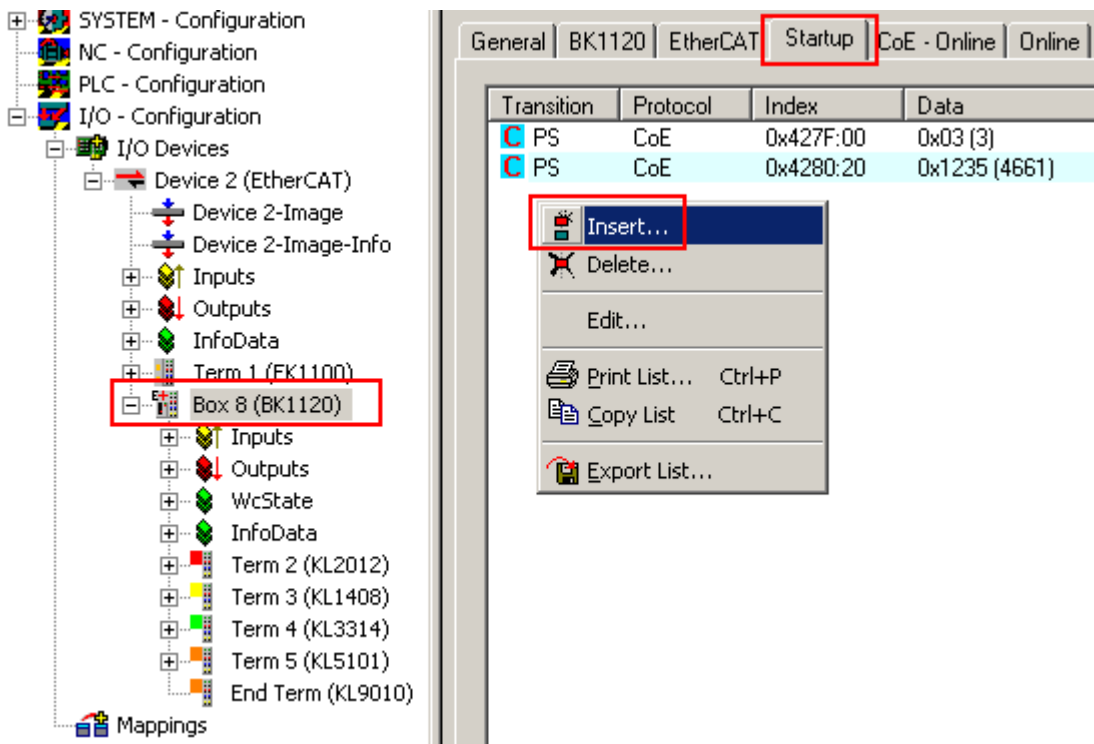 SYSTEM - Configuration
NC - Configuration
PLC - Configuration
I/O - Configuration
I/O Devices
Device 2 (EtherCAT)
Device 2-Image
Device 2-Image-Info
Inputs
Outputs
InfoData
Term 1 (EK1100)
Box 8 (BK1120)
Inputs
Outputs
WcState
InfoData
Term 2 (KL2012)
Term 3 (KL1408)
Term 4 (KL3314)
Term 5 (KL5101)
End Term (KL9010)
Mappings
General BK1120 EtherCAT Startup CoE - Online Online
Transition Protocol Index Data
C PS CoE 0x427F:00 0x03 (3)
C PS CoE 0x4280:20 0x1235 (4661)
Insert...
Delete...
Edit...
Print List... Ctrl+P
Copy List Ctrl+C
Export List...